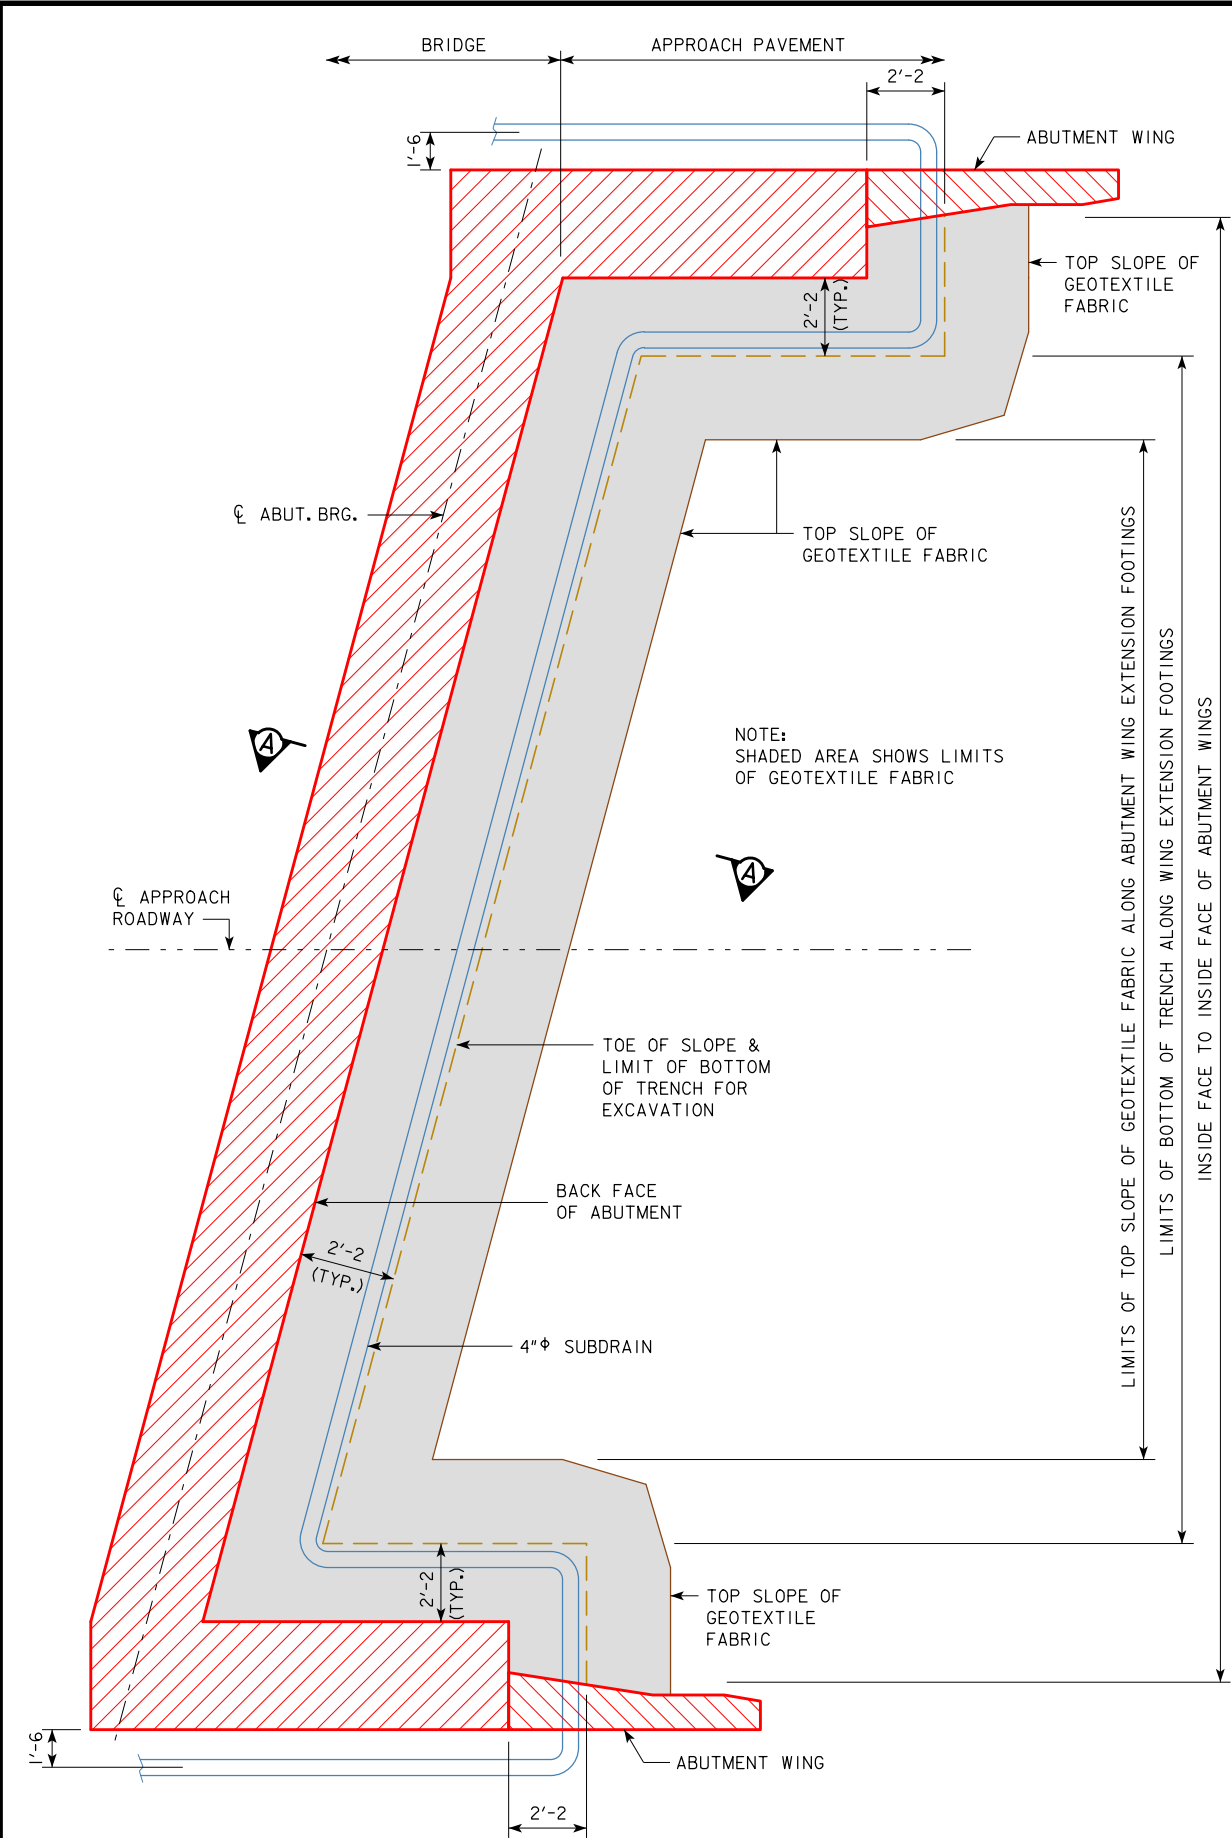 BRIDGE
APPROACH PAVEMENT
2'-2
1'-6
ABUTMENT WING
TOP SLOPE OF
GEOTEXTILE
FABRIC
2'-2
(TYP.)
℄ ABUT. BRG.
TOP SLOPE OF
GEOTEXTILE FABRIC
NOTE:
SHADED AREA SHOWS LIMITS
OF GEOTEXTILE FABRIC
A
A
℄ APPROACH
ROADWAY
LIMITS OF TOP SLOPE OF GEOTEXTILE FABRIC ALONG ABUTMENT WING EXTENSION FOOTINGS
LIMITS OF BOTTOM OF TRENCH ALONG WING EXTENSION FOOTINGS
INSIDE FACE TO INSIDE FACE OF ABUTMENT WINGS
TOE OF SLOPE &
LIMIT OF BOTTOM
OF TRENCH FOR
EXCAVATION
BACK FACE
OF ABUTMENT
2'-2
(TYP.)
4"ϕ SUBDRAIN
2'-2
(TYP.)
TOP SLOPE OF
GEOTEXTILE
FABRIC
1'-6
ABUTMENT WING
2'-2